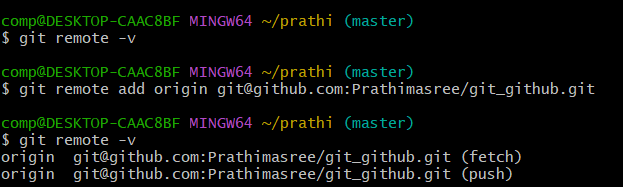 comp@DESKTOP-CAAC8BF MINGW64 ~/prathi (master)
$ git remote -v
comp@DESKTOP-CAAC8BF MINGW64 ~/prathi (master)
$ git remote add origin git@github.com:Prathimasree/git_github.git
comp@DESKTOP-CAAC8BF MINGW64 ~/prathi (master)
$ git remote -v
origin  git@github.com:Prathimasree/git_github.git (fetch)
origin  git@github.com:Prathimasree/git_github.git (push)